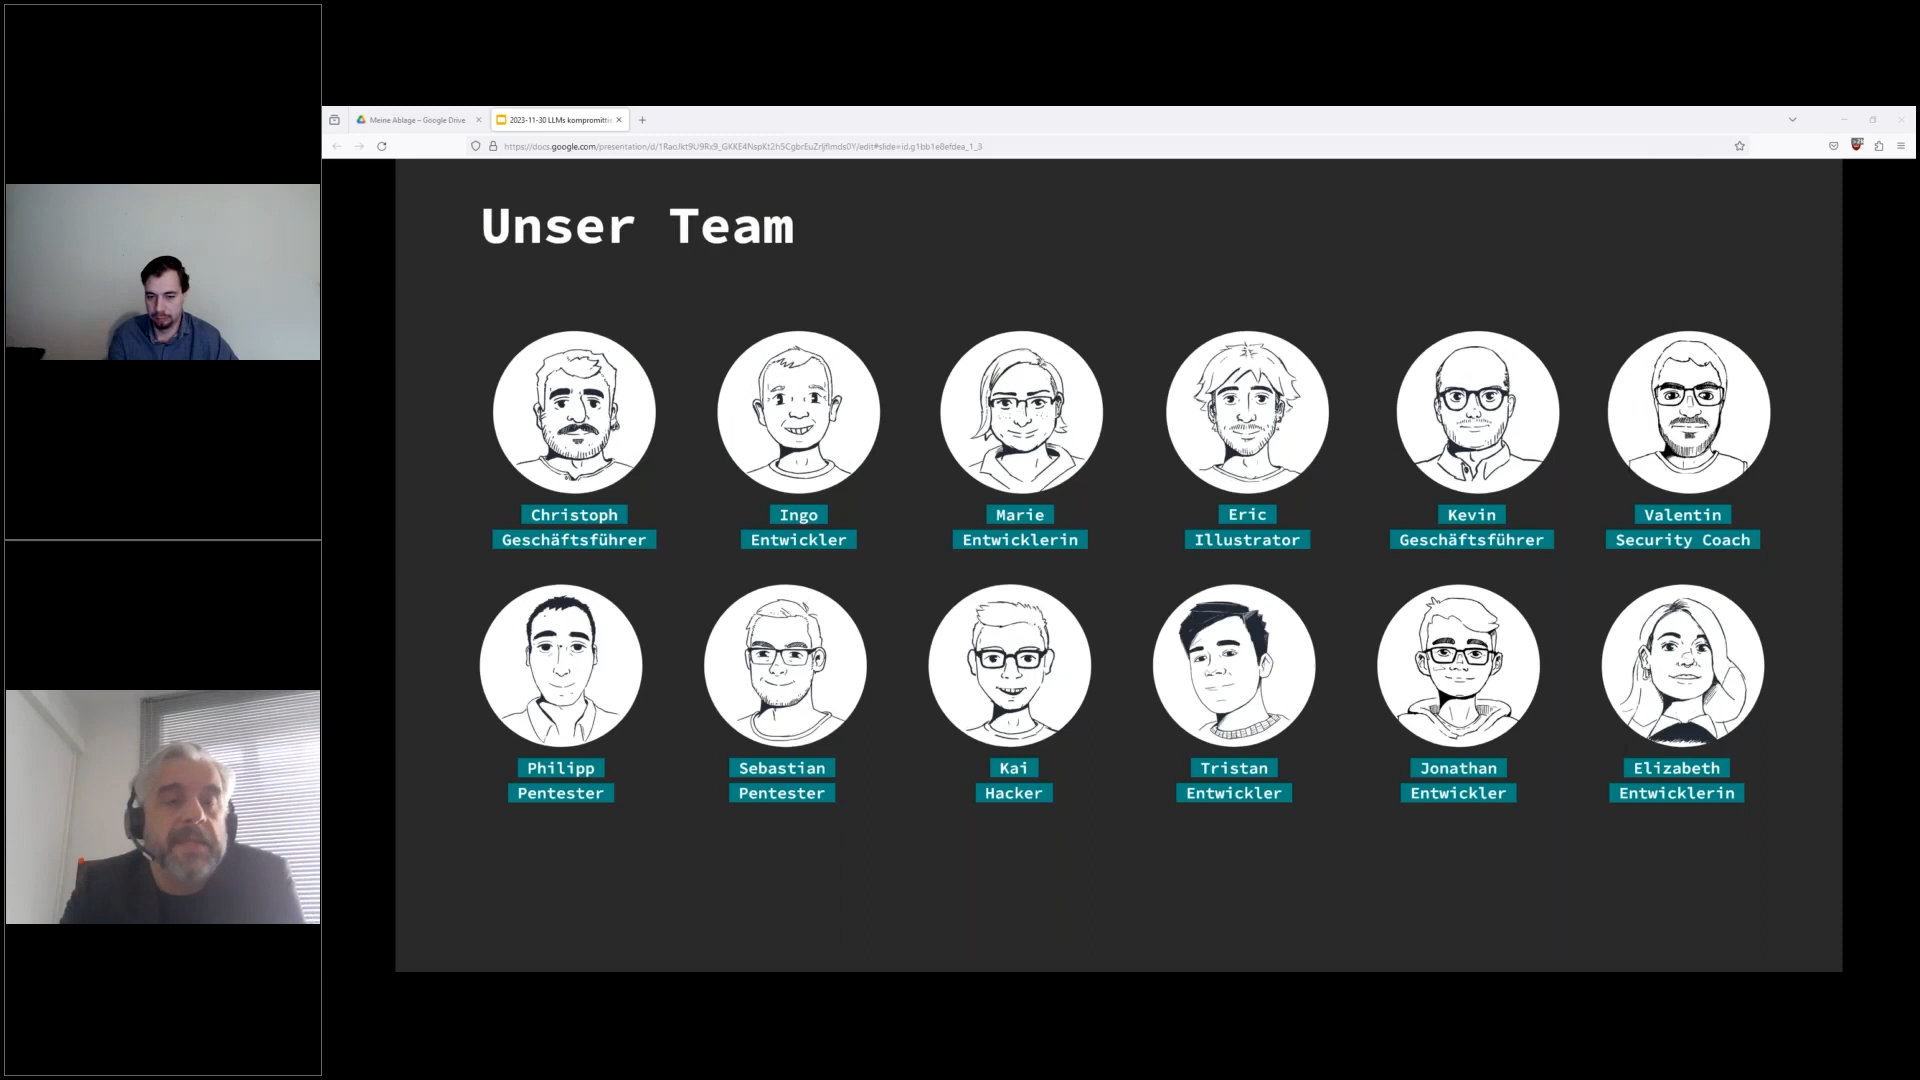 Meine Ablage – Google Drive
2023-11-30 LLMs kompromitti
Unser Team
Christoph
Geschäftsführer
Ingo
Entwickler
Marie
Entwicklerin
Eric
Illustrator
Kevin
Geschäftsführer
Valentin
Security Coach
Philipp
Pentester
Sebastian
Pentester
Kai
Hacker
Tristan
Entwickler
Jonathan
Entwickler
Elizabeth
Entwicklerin